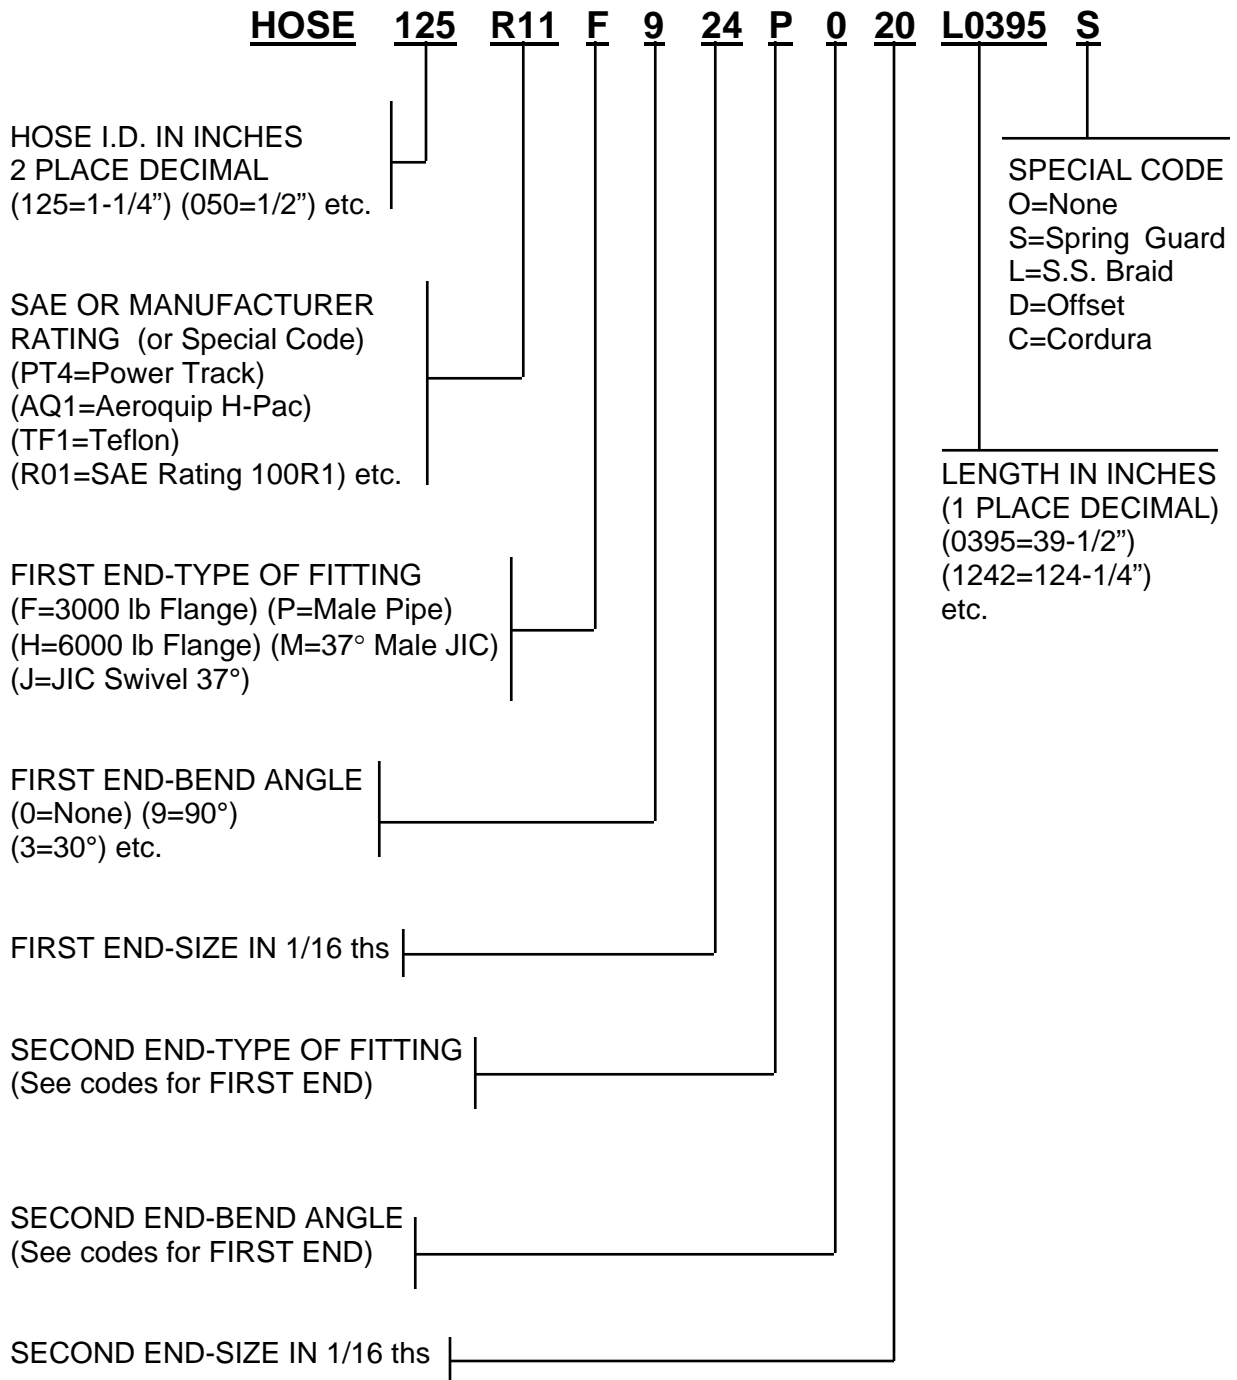 HOSE 125 R11 F 9 24 P 0 20 L0395 S
HOSE I.D. IN INCHES
2 PLACE DECIMAL
(125=1-1/4”) (050=1/2”) etc.
SPECIAL CODE
O=None
S=Spring Guard
L=S.S. Braid
D=Offset
C=Cordura
SAE OR MANUFACTURER
RATING (or Special Code)
(PT4=Power Track)
(AQ1=Aeroquip H-Pac)
(TF1=Teflon)
(R01=SAE Rating 100R1) etc.
LENGTH IN INCHES
(1 PLACE DECIMAL)
(0395=39-1/2”)
(1242=124-1/4”)
etc.
FIRST END-TYPE OF FITTING
(F=3000 lb Flange) (P=Male Pipe)
(H=6000 lb Flange) (M=37° Male JIC)
(J=JIC Swivel 37°)
FIRST END-BEND ANGLE
(0=None) (9=90°)
(3=30°) etc.
FIRST END-SIZE IN 1/16 ths
SECOND END-TYPE OF FITTING
(See codes for FIRST END)
SECOND END-BEND ANGLE
(See codes for FIRST END)
SECOND END-SIZE IN 1/16 ths